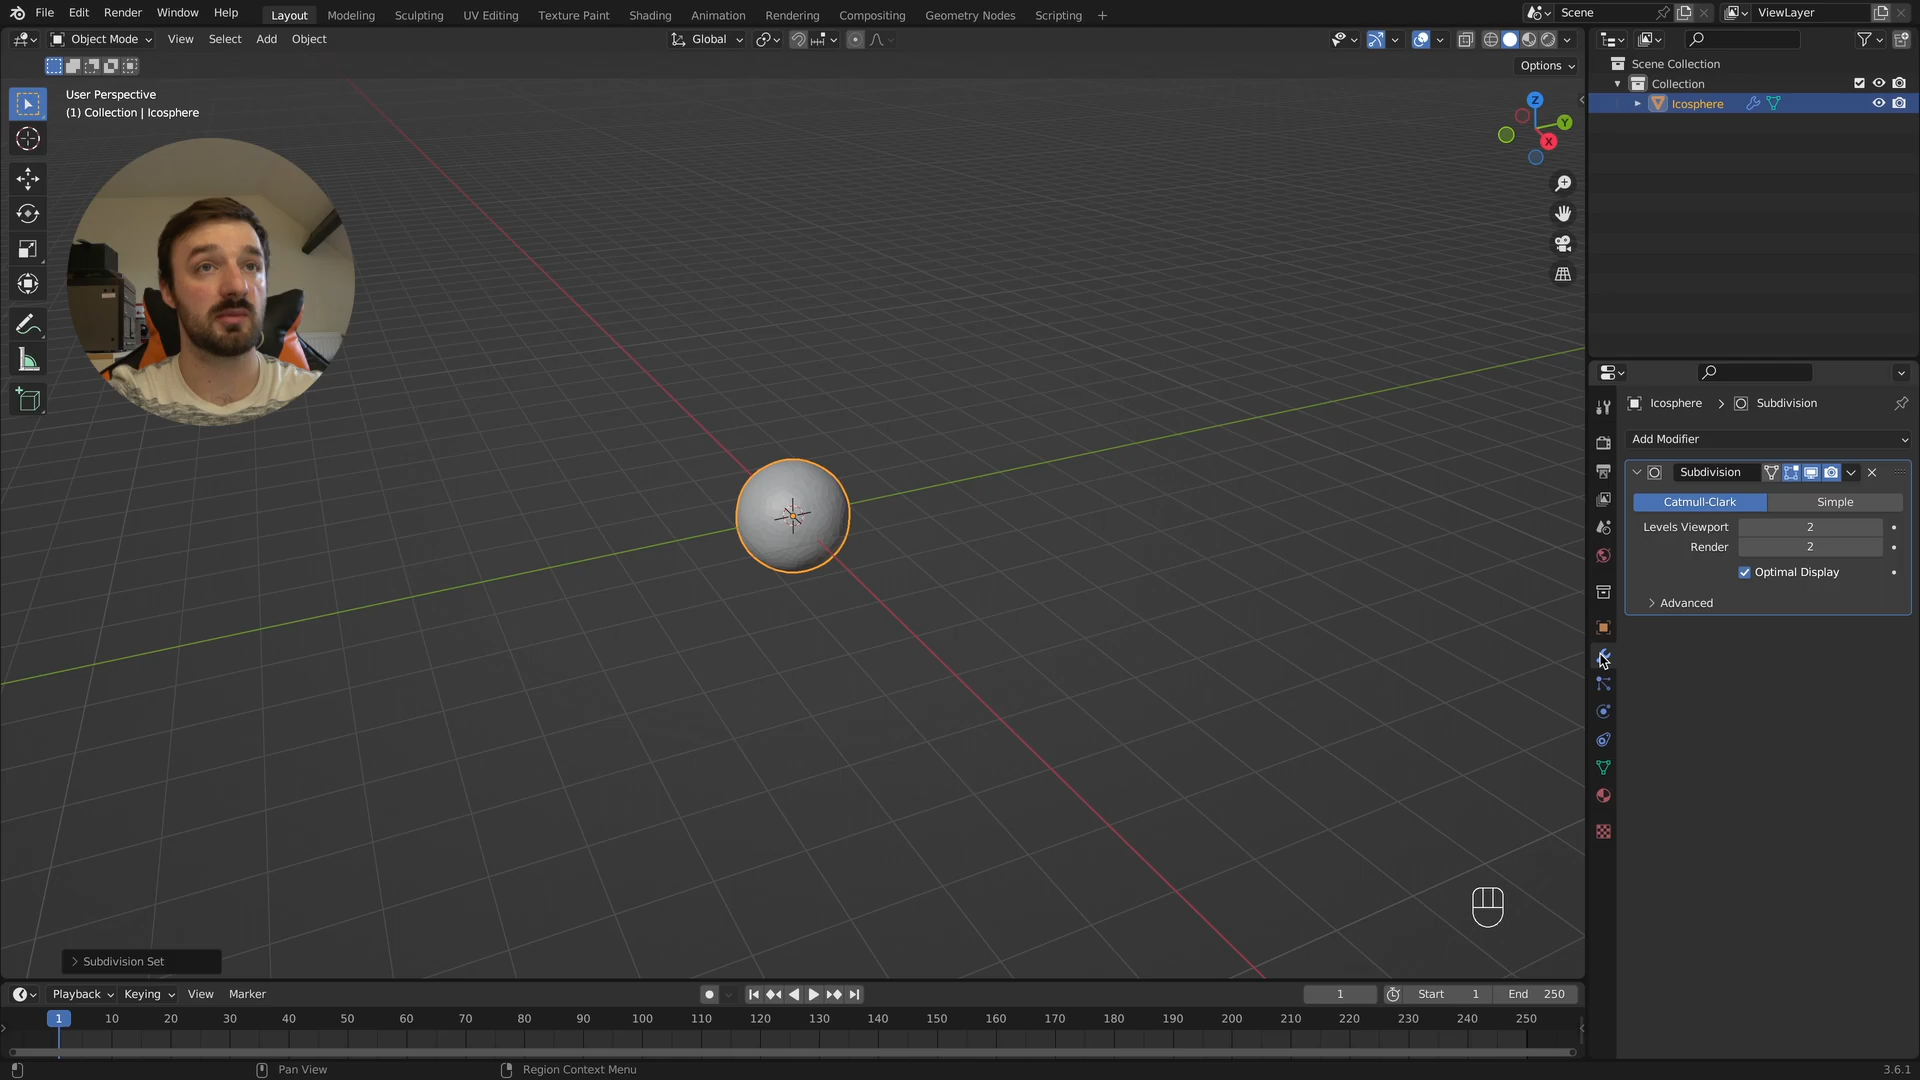 File Edit Render Window Help
Layout Modeling Sculpting UV Editing Texture Paint Shading Animation Rendering Compositing Geometry Nodes Scripting +
Scene
ViewLayer
Object Mode View Select Add Object
Global
Options
User Perspective
(1) Collection | Icosphere
Z
Y
X
Scene Collection
Collection
Icosphere
Icosphere > Subdivision
Add Modifier
Subdivision
Catmull-Clark Simple
Levels Viewport 2
Render 2
Optimal Display
Advanced
Subdivision Set
Playback Keying View Marker
1
Start 1
End 250
1 10 20 30 40 50 60 70 80 90 100 110 120 130 140 150 160 170 180 190 200 210 220 230 240 250
Pan View
Region Context Menu
3.6.1